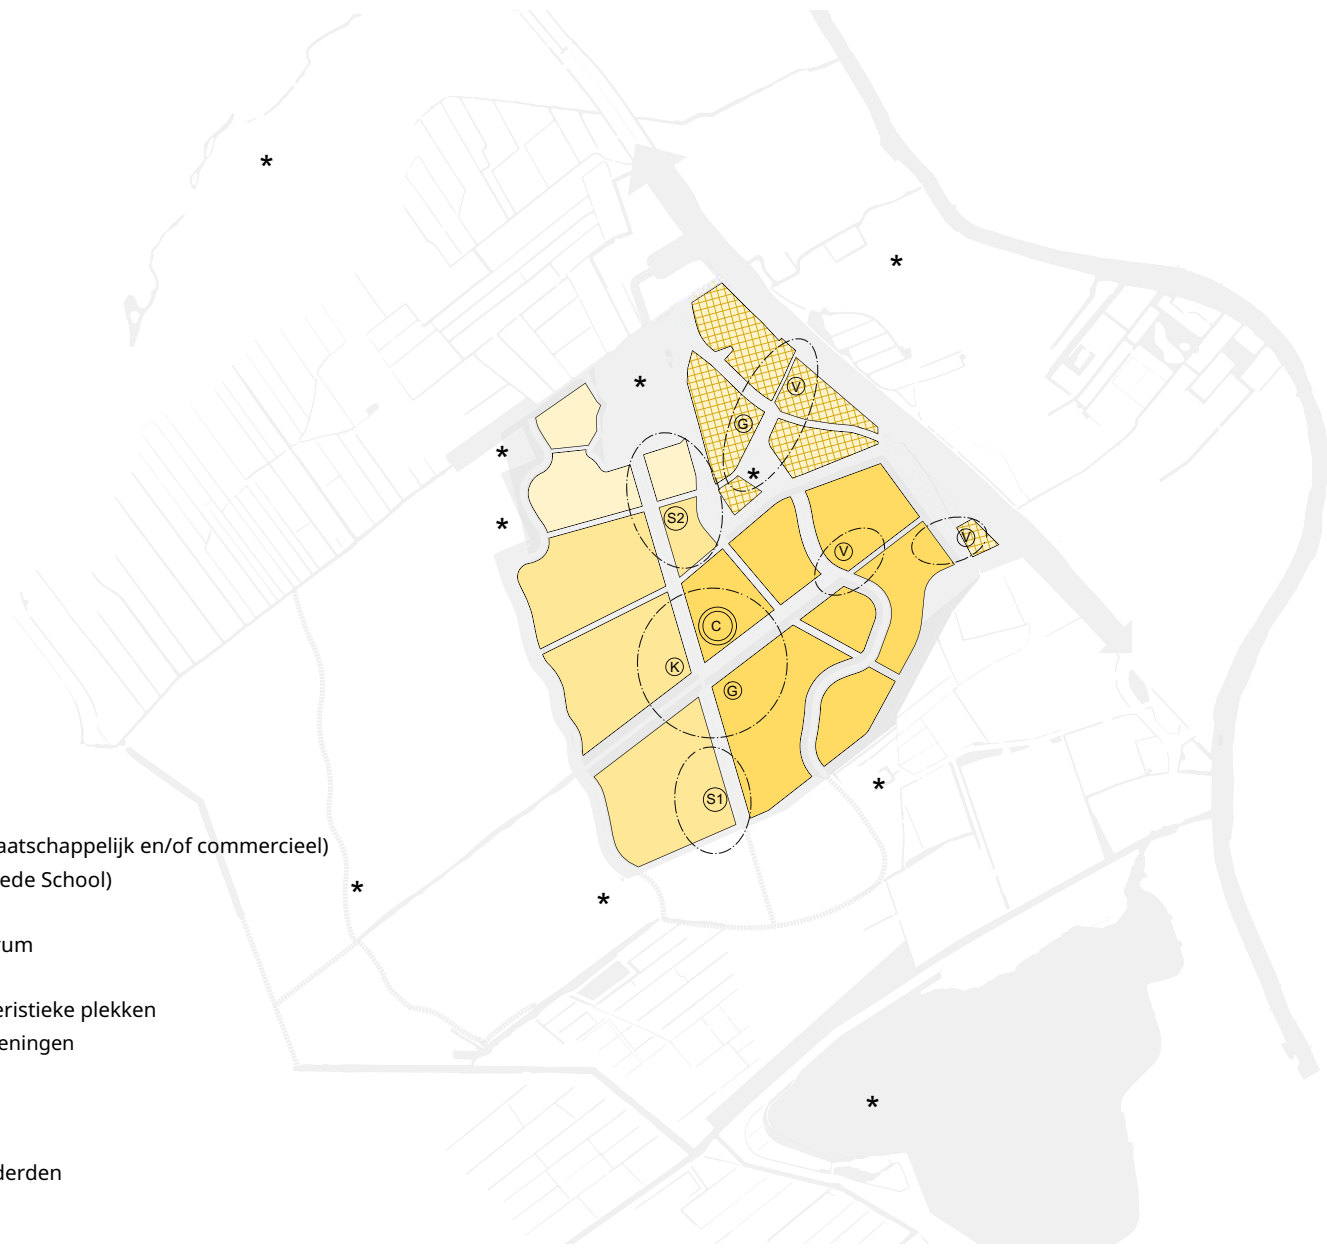 V
G
S2
V
V
C
K
G
S1
aatschappelijk en/of commercieel)
ede School)
um
eristieke plekken
eningen
derden